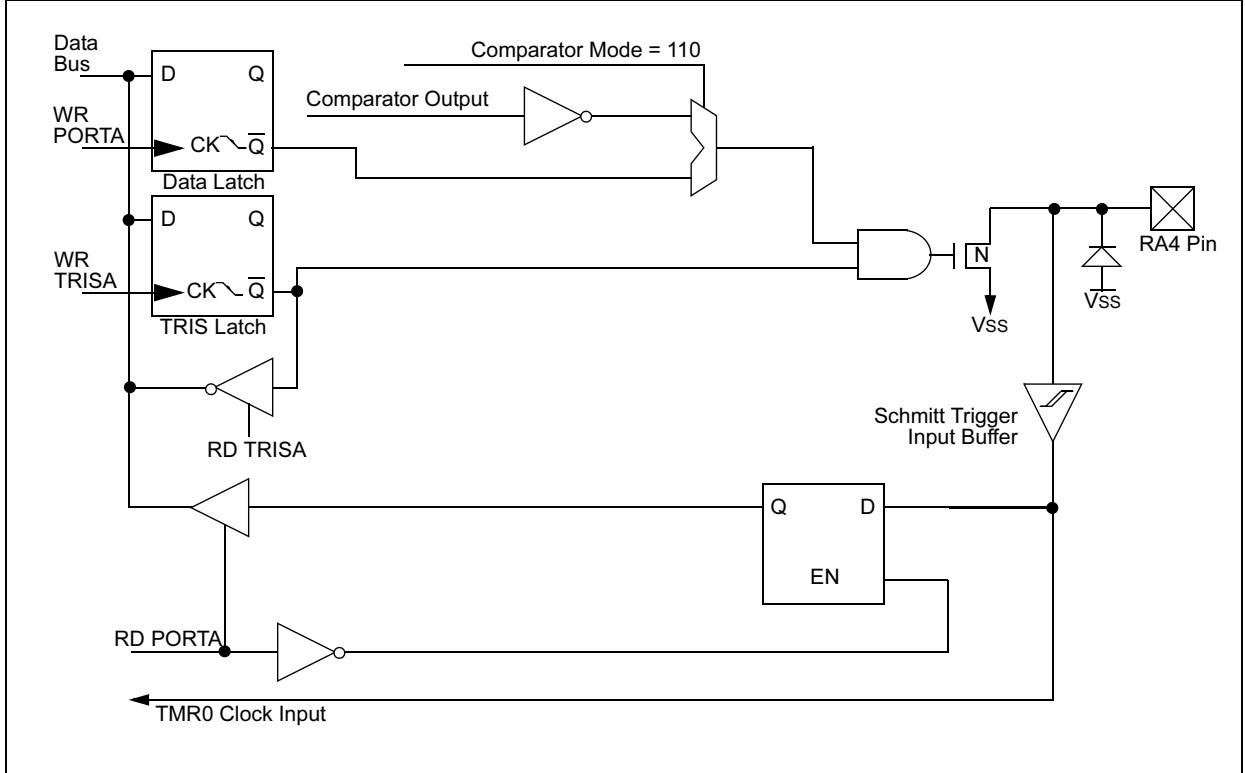 Data
Bus
D Q
Comparator Mode = 110
Comparator Output
WR
PORTA
CK Q
Data Latch
D Q
RA4 Pin
WR
TRISA
CK Q
N
VSS
VSS
TRIS Latch
Schmitt Trigger
Input Buffer
RD TRISA
Q D
EN
RD PORTA
TMR0 Clock Input